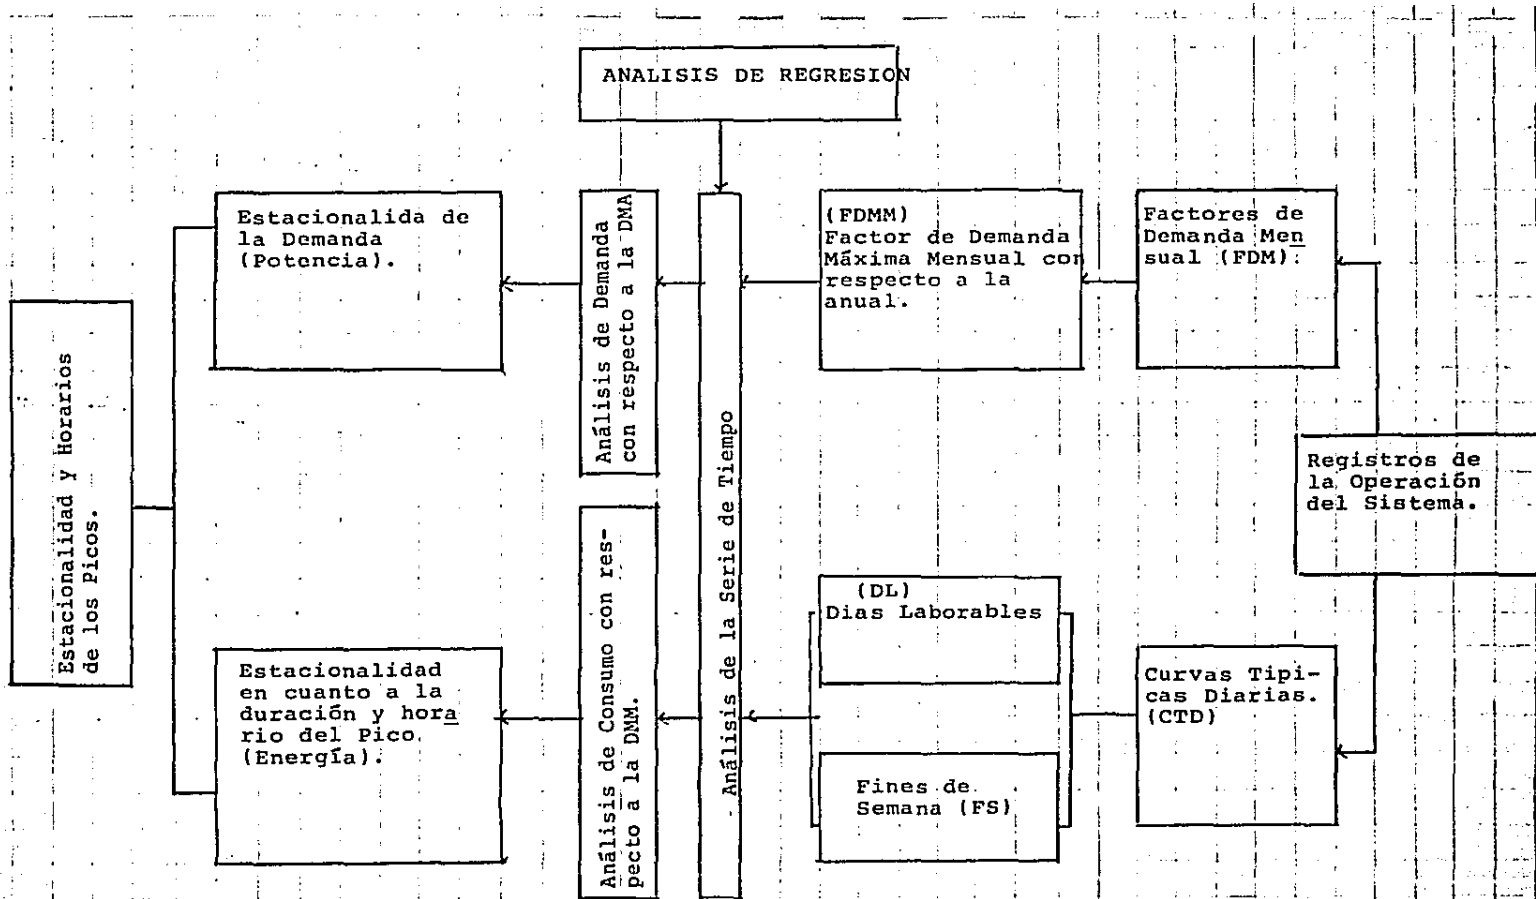 ANALISIS DE REGRESION
Estacionalidad y Horarios
de los Picos.
Estacionalida de
la Demanda
(Potencia).
Estacionalidad
en cuanto a la
duración y hora
rio del Pico.
(Energía).
Análisis de Demanda
con respecto a la DMA
Análisis de Consumo con res-
pecto a la DMM.
Análisis de la Serie de Tiempo
(FDMM)
Factor de Demanda
Máxima Mensual con
respecto a la
anual.
(DL)
Dias Laborables
Fines de
Semana (FS)
Factores de
Demanda Men
sual (FDM).
Curvas Tipi-
cas Diarias.
(CTD)
Registros de
la Operación
del Sistema.